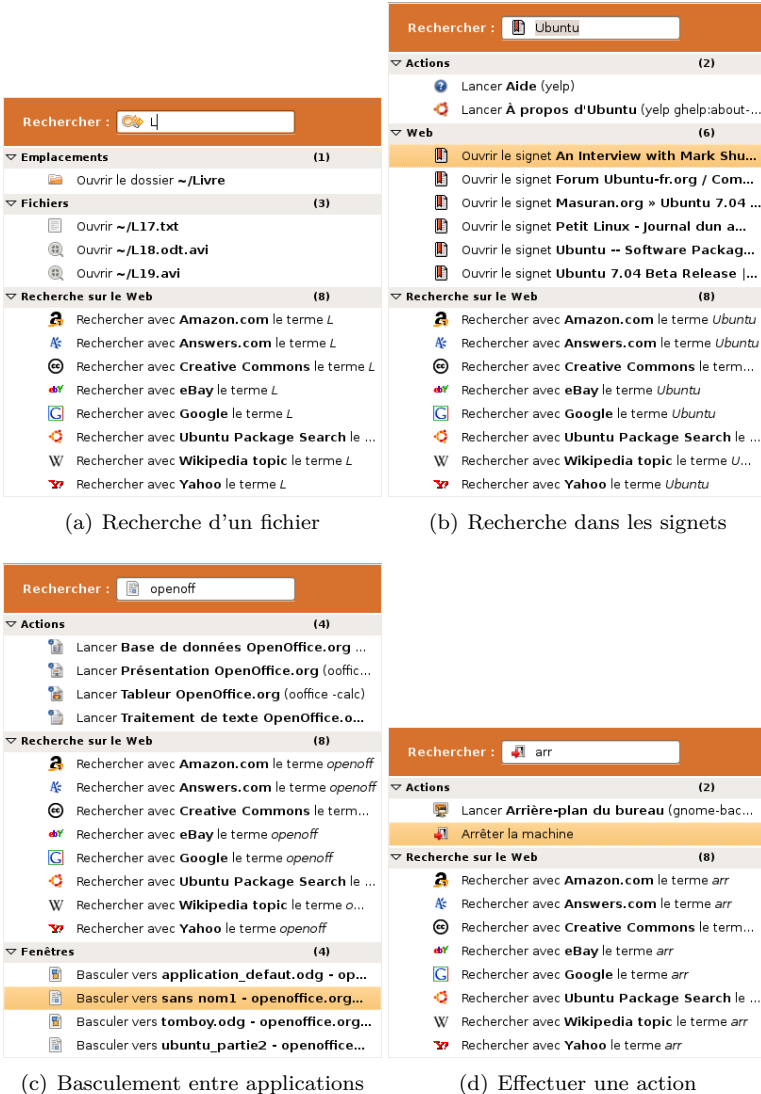 Rechercher : L
Emplacements (1)
Ouvrir le dossier ~/Livre
Fichiers (3)
Ouvrir ~/L17.txt
Ouvrir ~/L18.odt.avi
Ouvrir ~/L19.avi
Recherche sur le Web (8)
Rechercher avec Amazon.com le terme L
Rechercher avec Answers.com le terme L
Rechercher avec Creative Commons le terme L
Rechercher avec eBay le terme L
Rechercher avec Google le terme L
Rechercher avec Ubuntu Package Search le ...
Rechercher avec Wikipedia topic le terme L
Rechercher avec Yahoo le terme L
(a) Recherche d'un fichier
Rechercher : Ubuntu
Actions (2)
Lancer Aide (yelp)
Lancer À propos d'Ubuntu (yelp ghelp:about-...
Web (6)
Ouvrir le signet An Interview with Mark Shu...
Ouvrir le signet Forum Ubuntu-fr.org / Com...
Ouvrir le signet Masuran.org » Ubuntu 7.04 ...
Ouvrir le signet Petit Linux - Journal dun a...
Ouvrir le signet Ubuntu -- Software Packag...
Ouvrir le signet Ubuntu 7.04 Beta Release |...
Recherche sur le Web (8)
Rechercher avec Amazon.com le terme Ubuntu
Rechercher avec Answers.com le terme Ubuntu
Rechercher avec Creative Commons le term...
Rechercher avec eBay le terme Ubuntu
Rechercher avec Google le terme Ubuntu
Rechercher avec Ubuntu Package Search le ...
Rechercher avec Wikipedia topic le terme U...
Rechercher avec Yahoo le terme Ubuntu
(b) Recherche dans les signets
Rechercher : openoff
Actions (4)
Lancer Base de données OpenOffice.org ...
Lancer Présentation OpenOffice.org (ooffic...
Lancer Tableur OpenOffice.org (ooffice -calc)
Lancer Traitement de texte OpenOffice.o...
Recherche sur le Web (8)
Rechercher avec Amazon.com le terme openoff
Rechercher avec Answers.com le terme openoff
Rechercher avec Creative Commons le term...
Rechercher avec eBay le terme openoff
Rechercher avec Google le terme openoff
Rechercher avec Ubuntu Package Search le ...
Rechercher avec Wikipedia topic le terme o...
Rechercher avec Yahoo le terme openoff
Fenêtres (4)
Basculer vers application_defaut.odg - op...
Basculer vers sans nom1 - openoffice.org...
Basculer vers tomboy.odg - openoffice.org...
Basculer vers ubuntu_partie2 - openoffice...
(c) Basculement entre applications
Rechercher : arr
Actions (2)
Lancer Arrière-plan du bureau (gnome-bac...
Arrêter la machine
Recherche sur le Web (8)
Rechercher avec Amazon.com le terme arr
Rechercher avec Answers.com le terme arr
Rechercher avec Creative Commons le term...
Rechercher avec eBay le terme arr
Rechercher avec Google le terme arr
Rechercher avec Ubuntu Package Search le ...
Rechercher avec Wikipedia topic le terme arr
Rechercher avec Yahoo le terme arr
(d) Effectuer une action